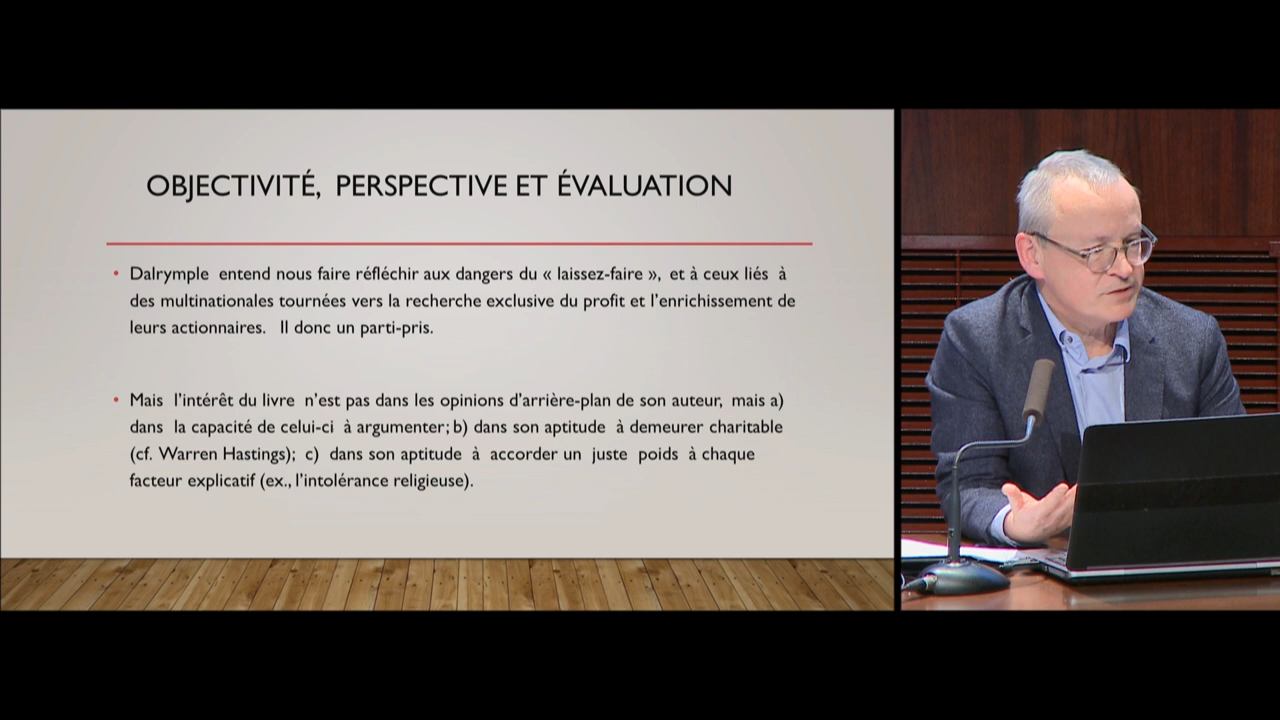 OBJECTIVITÉ, PERSPECTIVE ET ÉVALUATION
• Dalrymple entend nous faire réfléchir aux dangers du « laissez-faire », et à ceux liés à
des multinationales tournées vers la recherche exclusive du profit et l'enrichissement de
leurs actionnaires. Il donc un parti-pris.
• Mais l'intérêt du livre n'est pas dans les opinions d'arrière-plan de son auteur, mais a)
dans la capacité de celui-ci à argumenter; b) dans son aptitude à demeurer charitable
(cf. Warren Hastings); c) dans son aptitude à accorder un juste poids à chaque
facteur explicatif (ex., l'intolérance religieuse).